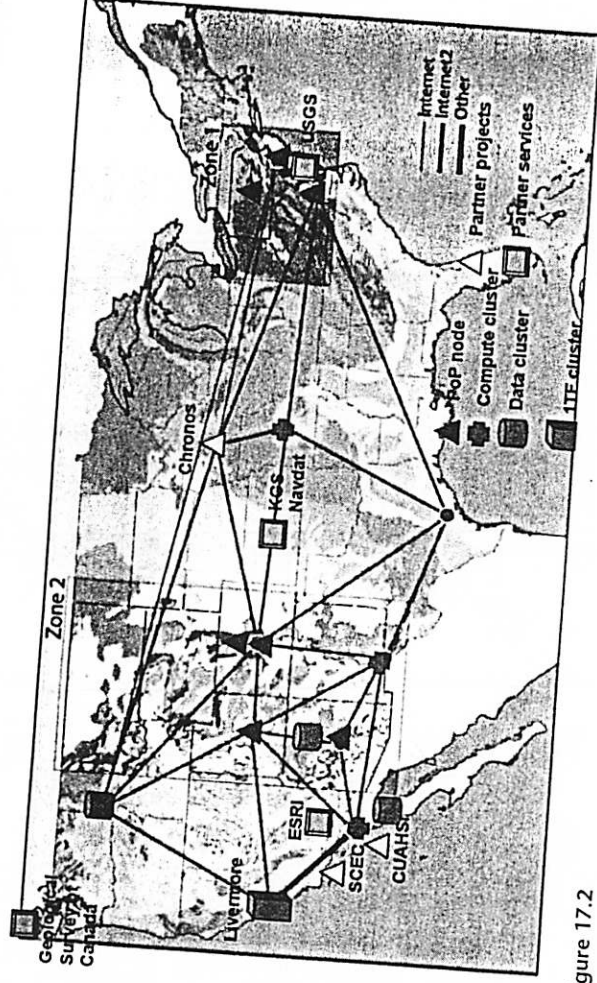 Geological
Survey of
Canada
Zone 2
Zone 1
Chronos
USGS
KGS
Navdat
Livermore
ESRI
SCEC
CUAHS
Internet
Internet2
Other
PoP node
Compute cluster
Data cluster
1TF cluster
Partner projects
Partner services
gure 17.2